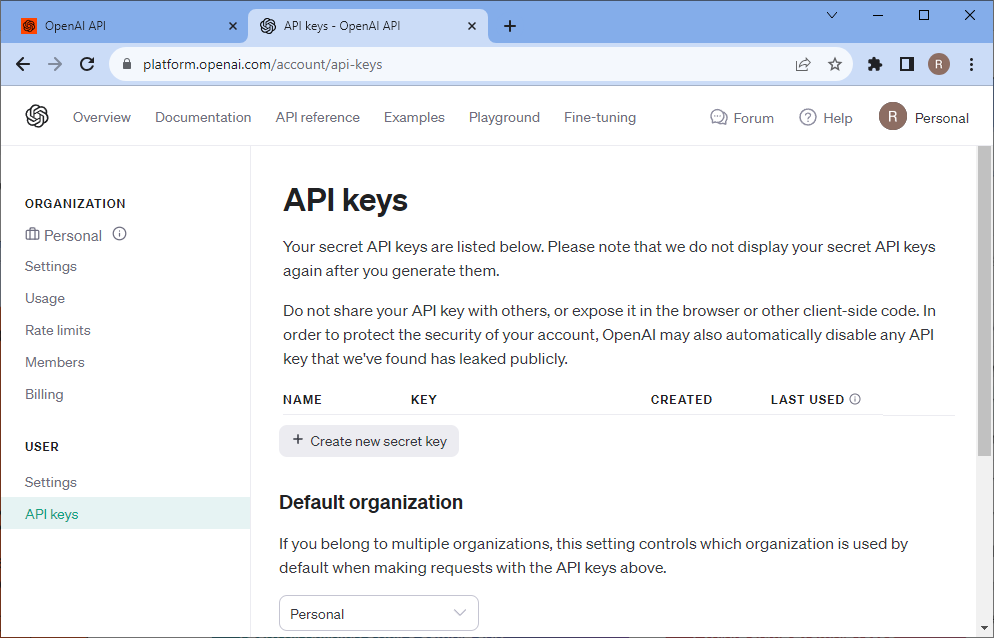 OpenAI API
API keys - OpenAI API
platform.openai.com/account/api-keys
R
Overview
Documentation
API reference
Examples
Playground
Fine-tuning
Forum
Help
R
Personal
ORGANIZATION
Personal
Settings
Usage
Rate limits
Members
Billing
USER
Settings
API keys
API keys
Your secret API keys are listed below. Please note that we do not display your secret API keys
again after you generate them.
Do not share your API key with others, or expose it in the browser or other client-side code. In
order to protect the security of your account, OpenAI may also automatically disable any API
key that we've found has leaked publicly.
NAME KEY CREATED LAST USED
+ Create new secret key
Default organization
If you belong to multiple organizations, this setting controls which organization is used by
default when making requests with the API keys above.
Personal